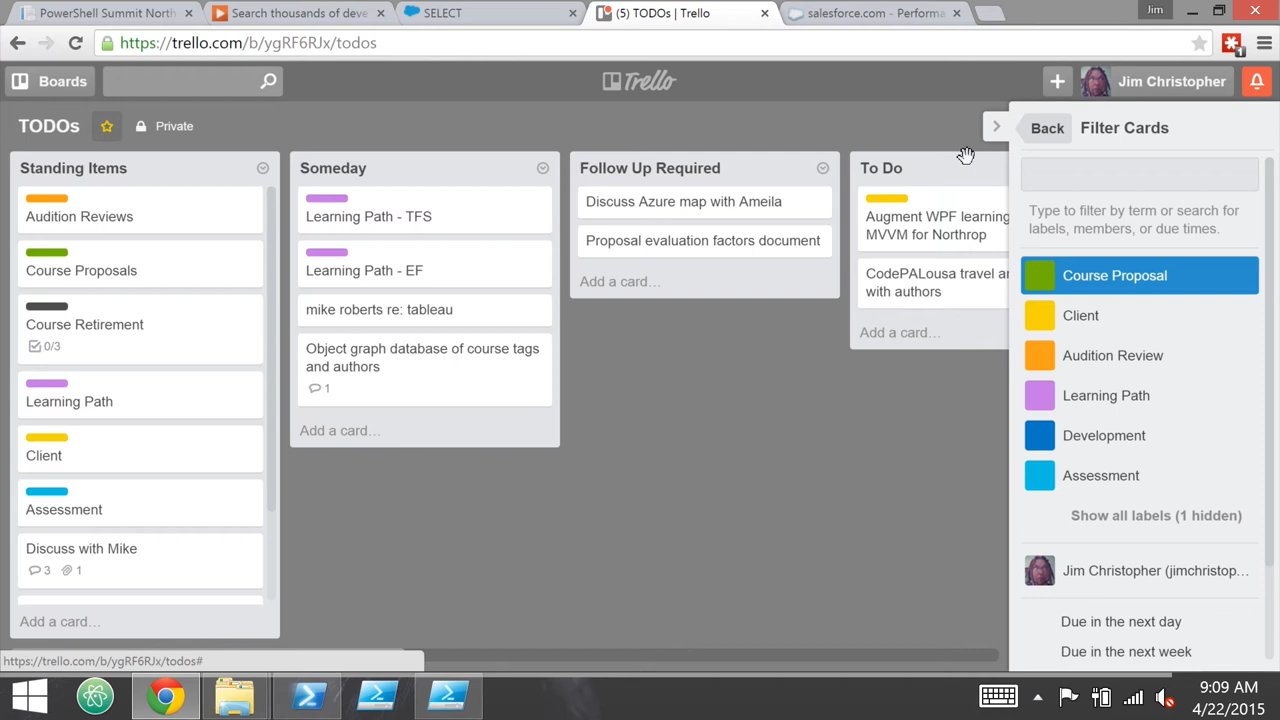 PowerShell Summit North
Search thousands of deve
SELECT
(5) TODOs | Trello
salesforce.com - Performa
Jim
https://trello.com/b/ygRF6RJx/todos
1
Boards
Trello
Jim Christopher
TODOs
Private
Back
Filter Cards
Standing Items
Audition Reviews
Course Proposals
Course Retirement
0/3
Learning Path
Client
Assessment
Discuss with Mike
3
1
Add a card…
Someday
Learning Path - TFS
Learning Path - EF
mike roberts re: tableau
Object graph database of course tags
and authors
1
Add a card…
Follow Up Required
Discuss Azure map with Ameila
Proposal evaluation factors document
Add a card…
To Do
Augment WPF learning
MVVM for Northrop
CodePALousa travel ar
with authors
Add a card…
Type to filter by term or search for
labels, members, or due times.
Course Proposal
Client
Audition Review
Learning Path
Development
Assessment
Show all labels (1 hidden)
Jim Christopher (jimchristop…
Due in the next day
Due in the next week
https://trello.com/b/ygRF6RJx/todos#
9:09 AM
4/22/2015